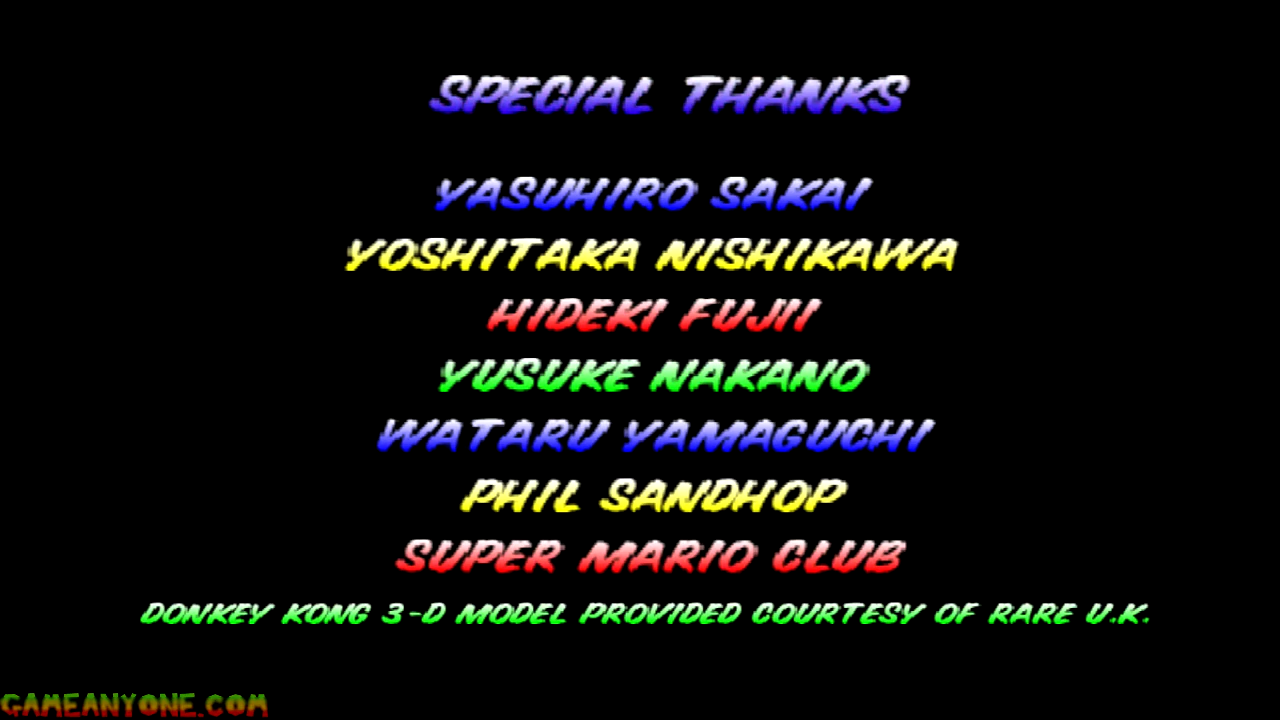 SPECIAL THANKS
YASUHIRO SAKAI
YOSHITAKA NISHIKAWA
HIDEKI FUJII
YUSUKE NAKANO
WATARU YAMAGUCHI
PHIL SANDHOP
SUPER MARIO CLUB
DONKEY KONG 3-D MODEL PROVIDED COURTESY OF RARE U.K.
GAMEANYONE.COM